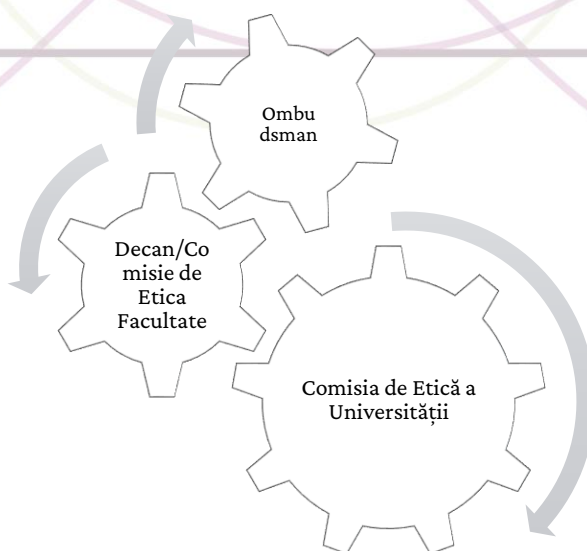 Ombu
dsman
Decan/Co
misie de
Etica
Facultate
Comisia de Etică a
Universității